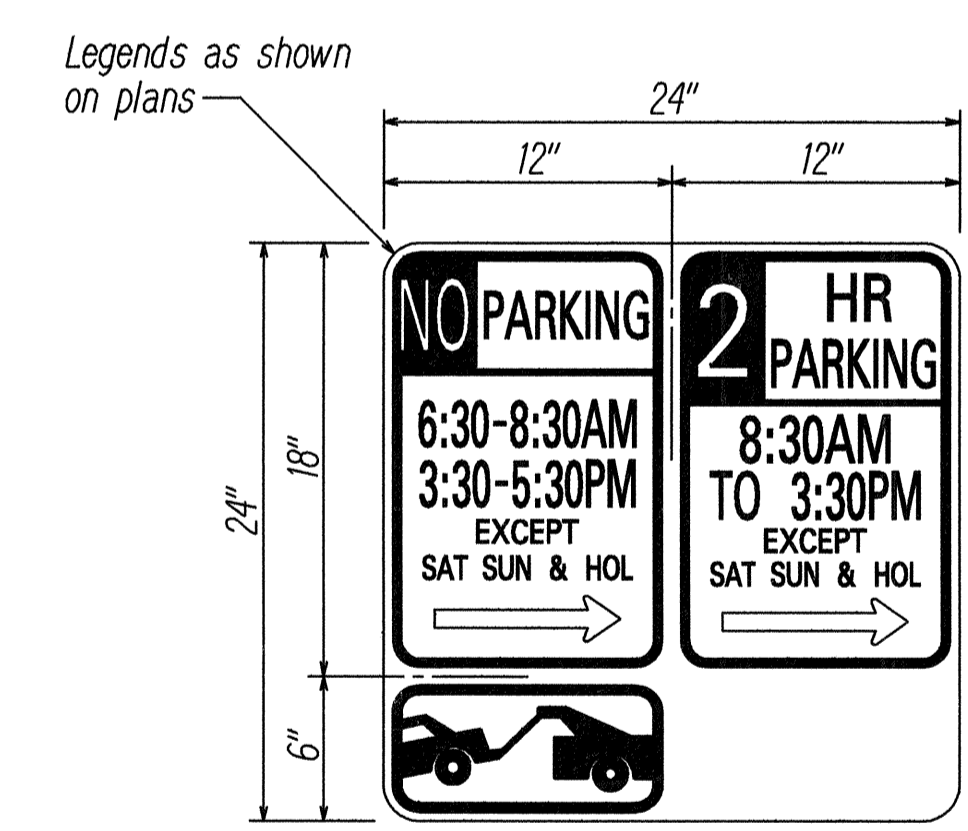 Legends as shown
on plans
24"
12" 12"
NO PARKING
6:30-8:30AM
3:30-5:30PM
EXCEPT
SAT SUN & HOL
2 HR
PARKING
8:30AM
TO 3:30PM
EXCEPT
SAT SUN & HOL
24"
18"
6"